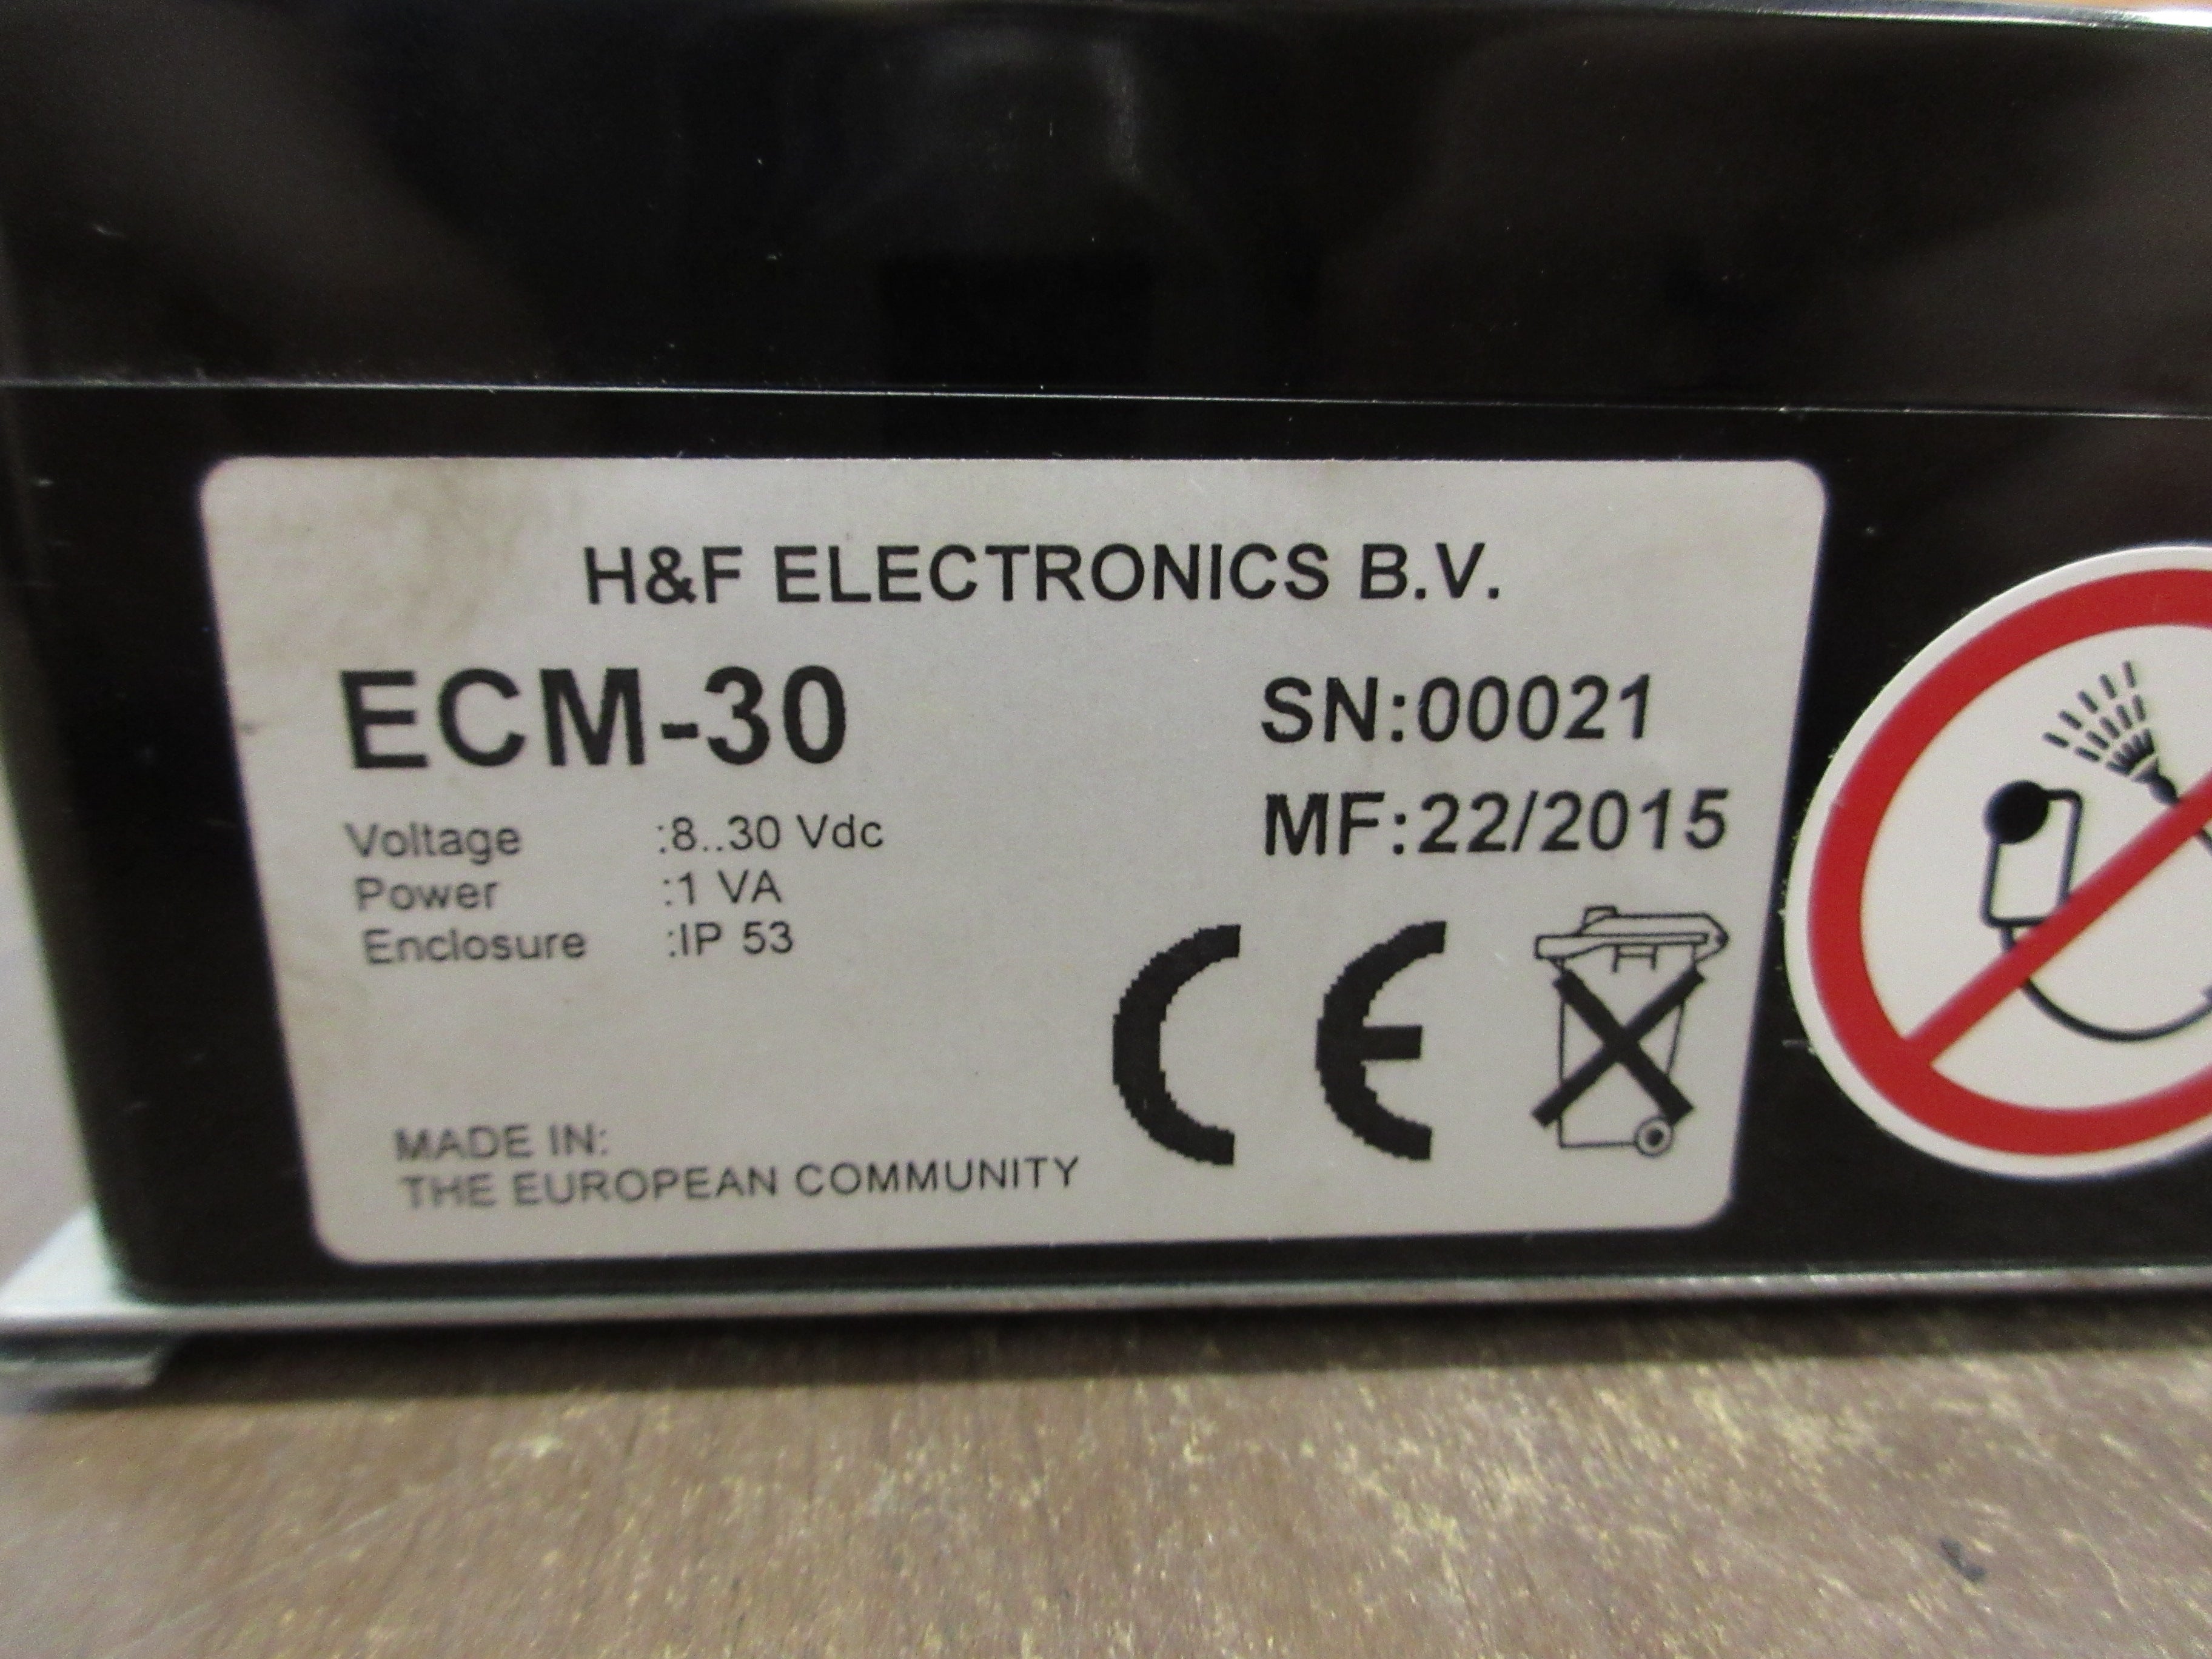 H&F ELECTRONICS B.V.
ECM-30
SN:00021
MF:22/2015
Voltage :8..30 Vdc
Power :1 VA
Enclosure :IP 53
CE
MADE IN:
THE EUROPEAN COMMUNITY